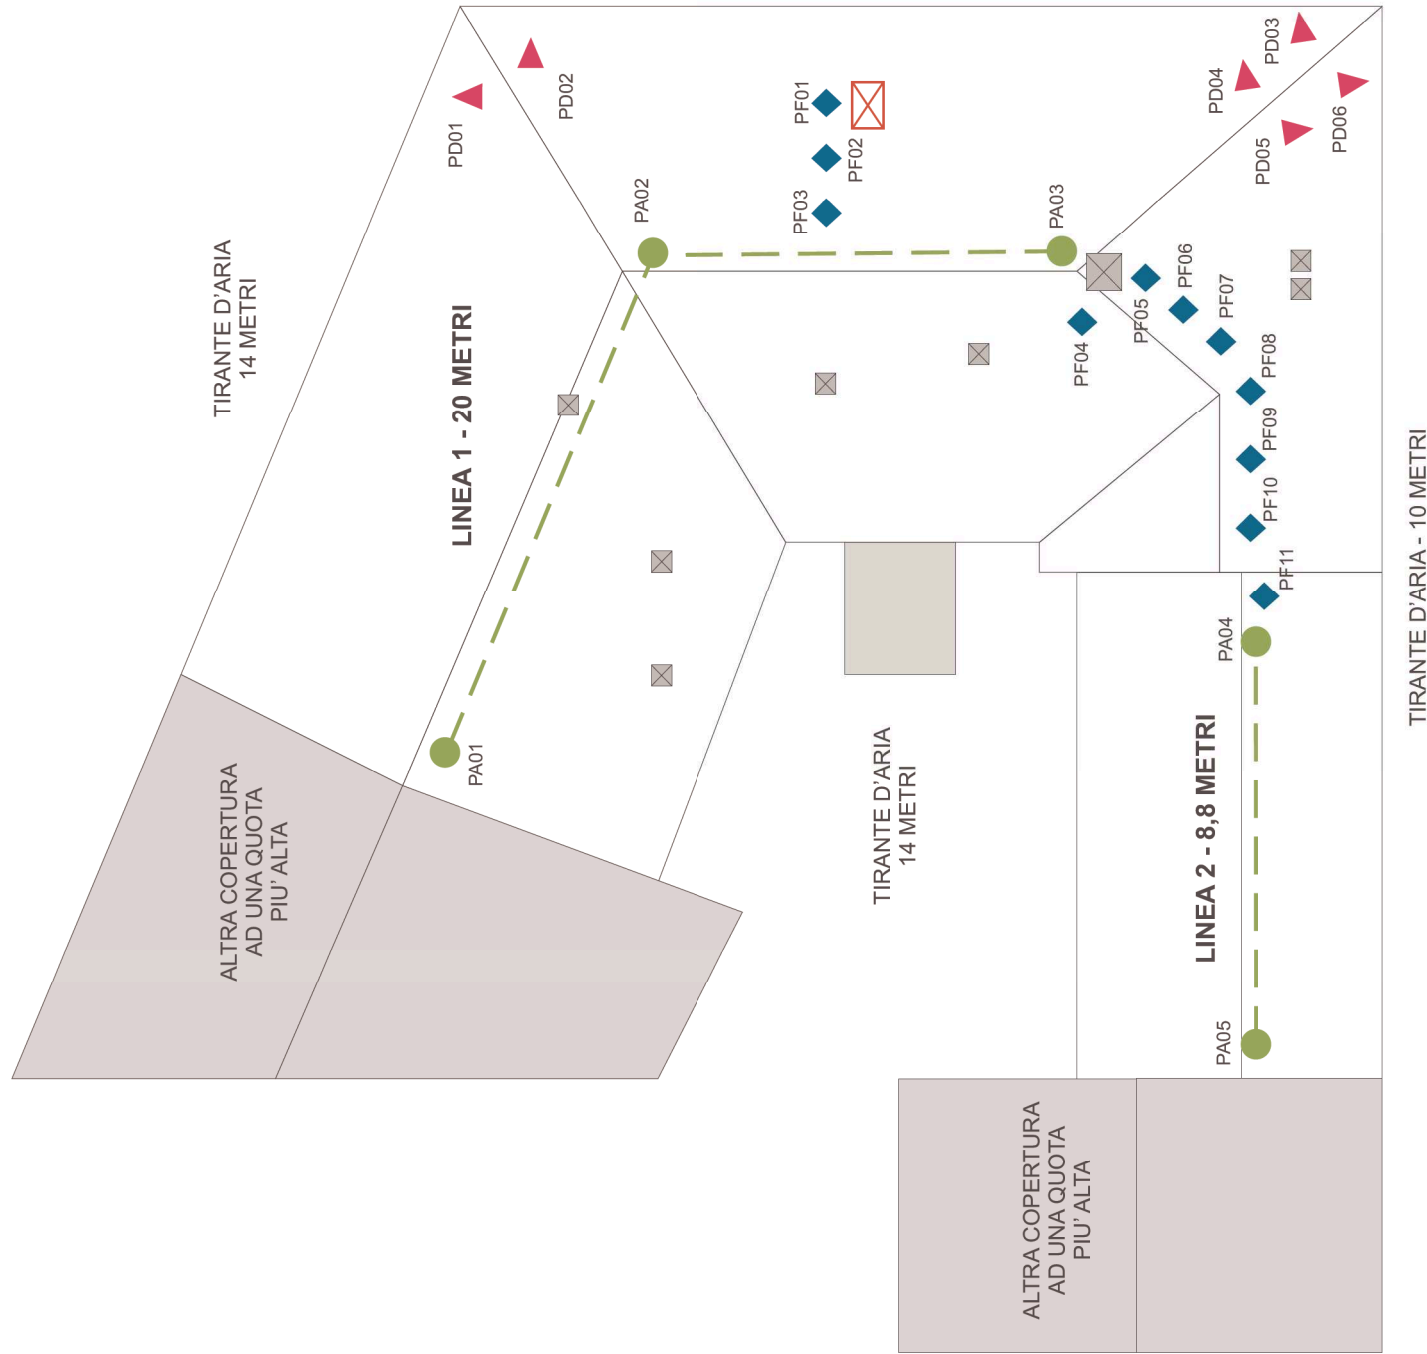 TIRANTE D'ARIA
14 METRI
LINEA 1 - 20 METRI
PD01
PD02
PF01
PF02
PF03
PA02
PA03
PD03
PD04
PD05
PD06
PF04
PF05
PF06
PF07
PF08
PF09
PF10
PF11
PA04
PA05
PA01
LINEA 2 - 8,8 METRI
TIRANTE D'ARIA
14 METRI
TIRANTE D'ARIA - 10 METRI
ALTRA COPERTURA
AD UNA QUOTA
PIU' ALTA
ALTRA COPERTURA
AD UNA QUOTA
PIU' ALTA